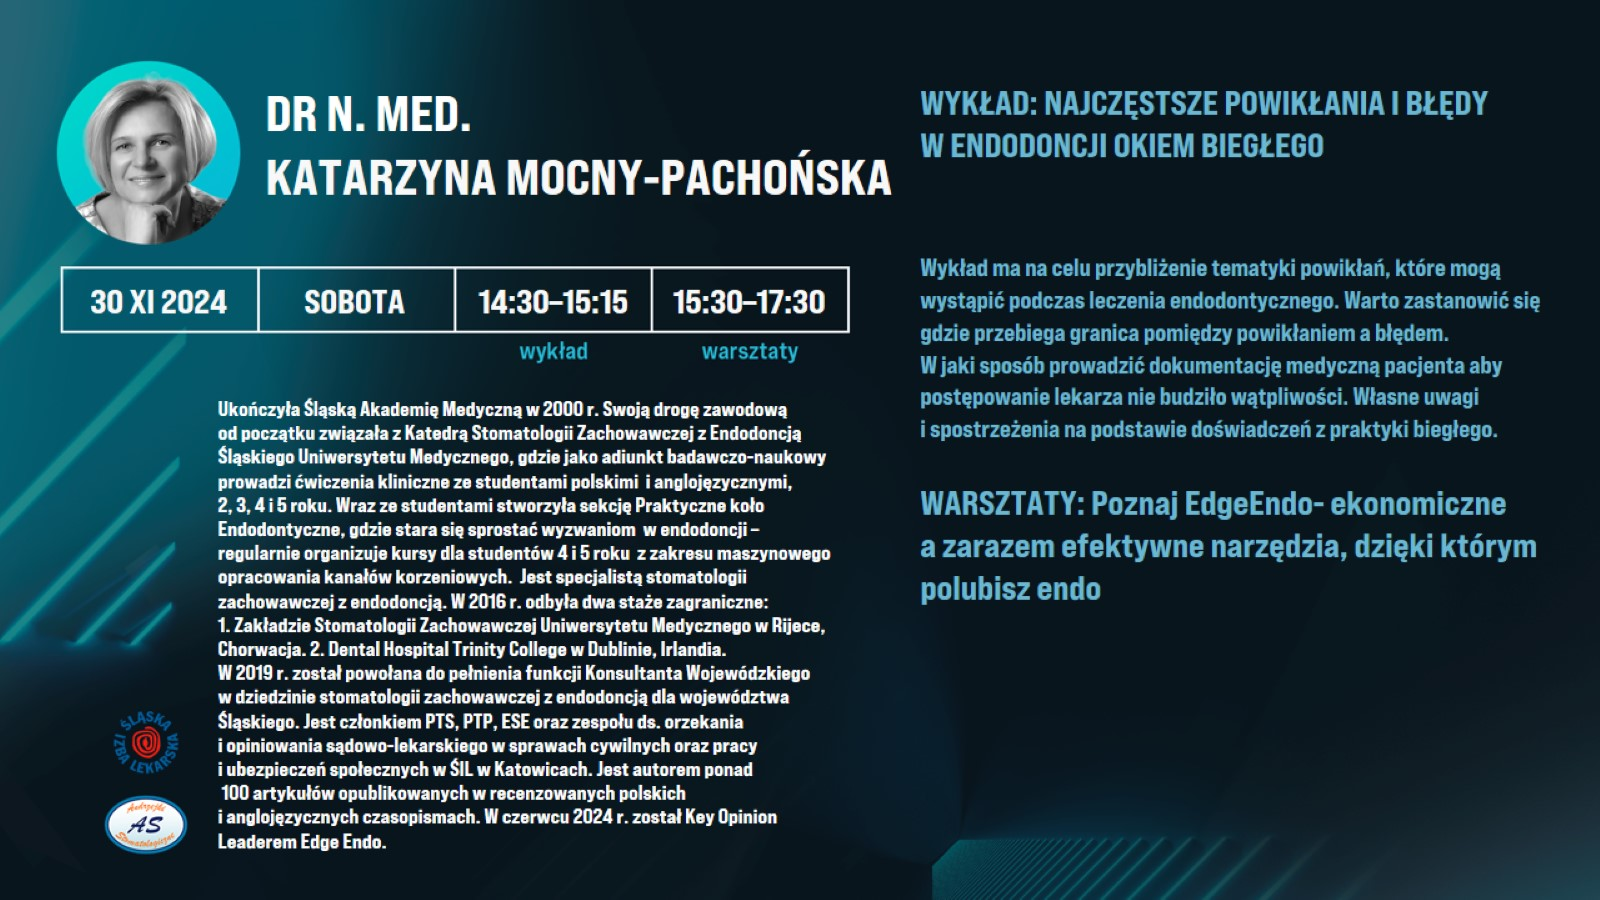 DR N. MED.
KATARZYNA MOCNY-PACHOŃSKA
30 XI 2024
SOBOTA
14:30–15:15
15:30–17:30
wykład
warsztaty
Ukończyła Śląską Akademię Medyczną w 2000 r. Swoją drogę zawodową
od początku związała z Katedrą Stomatologii Zachowawczej z Endodoncją
Śląskiego Uniwersytetu Medycznego, gdzie jako adiunkt badawczo-naukowy
prowadzi ćwiczenia kliniczne ze studentami polskimi i anglojęzycznymi,
2, 3, 4 i 5 roku. Wraz ze studentami stworzyła sekcję Praktyczne koło
Endodontyczne, gdzie stara się sprostać wyzwaniom w endodoncji –
regularnie organizuje kursy dla studentów 4 i 5 roku z zakresu maszynowego
opracowania kanałów korzeniowych. Jest specjalistą stomatologii
zachowawczej z endodoncją. W 2016 r. odbyła dwa staże zagraniczne:
1. Zakładzie Stomatologii Zachowawczej Uniwersytetu Medycznego w Rijece,
Chorwacja. 2. Dental Hospital Trinity College w Dublinie, Irlandia.
W 2019 r. został powołana do pełnienia funkcji Konsultanta Wojewódzkiego
w dziedzinie stomatologii zachowawczej z endodoncją dla województwa
Śląskiego. Jest członkiem PTS, PTP, ESE oraz zespołu ds. orzekania
i opiniowania sądowo-lekarskiego w sprawach cywilnych oraz pracy
i ubezpieczeń społecznych w ŚIL w Katowicach. Jest autorem ponad
100 artykułów opublikowanych w recenzowanych polskich
i anglojęzycznych czasopismach. W czerwcu 2024 r. został Key Opinion
Leaderem Edge Endo.
ŚLĄSKA
IZBA LEKARSKA
Andrzejki
AS
Stomatologiczne
WYKŁAD: NAJCZĘSTSZE POWIKŁANIA I BŁĘDY
W ENDODONCJI OKIEM BIEGŁEGO
Wykład ma na celu przybliżenie tematyki powikłań, które mogą
wystąpić podczas leczenia endodontycznego. Warto zastanowić się
gdzie przebiega granica pomiędzy powikłaniem a błędem.
W jaki sposób prowadzić dokumentację medyczną pacjenta aby
postępowanie lekarza nie budziło wątpliwości. Własne uwagi
i spostrzeżenia na podstawie doświadczeń z praktyki biegłego.
WARSZTATY: Poznaj EdgeEndo- ekonomiczne
a zarazem efektywne narzędzia, dzięki którym
polubisz endo